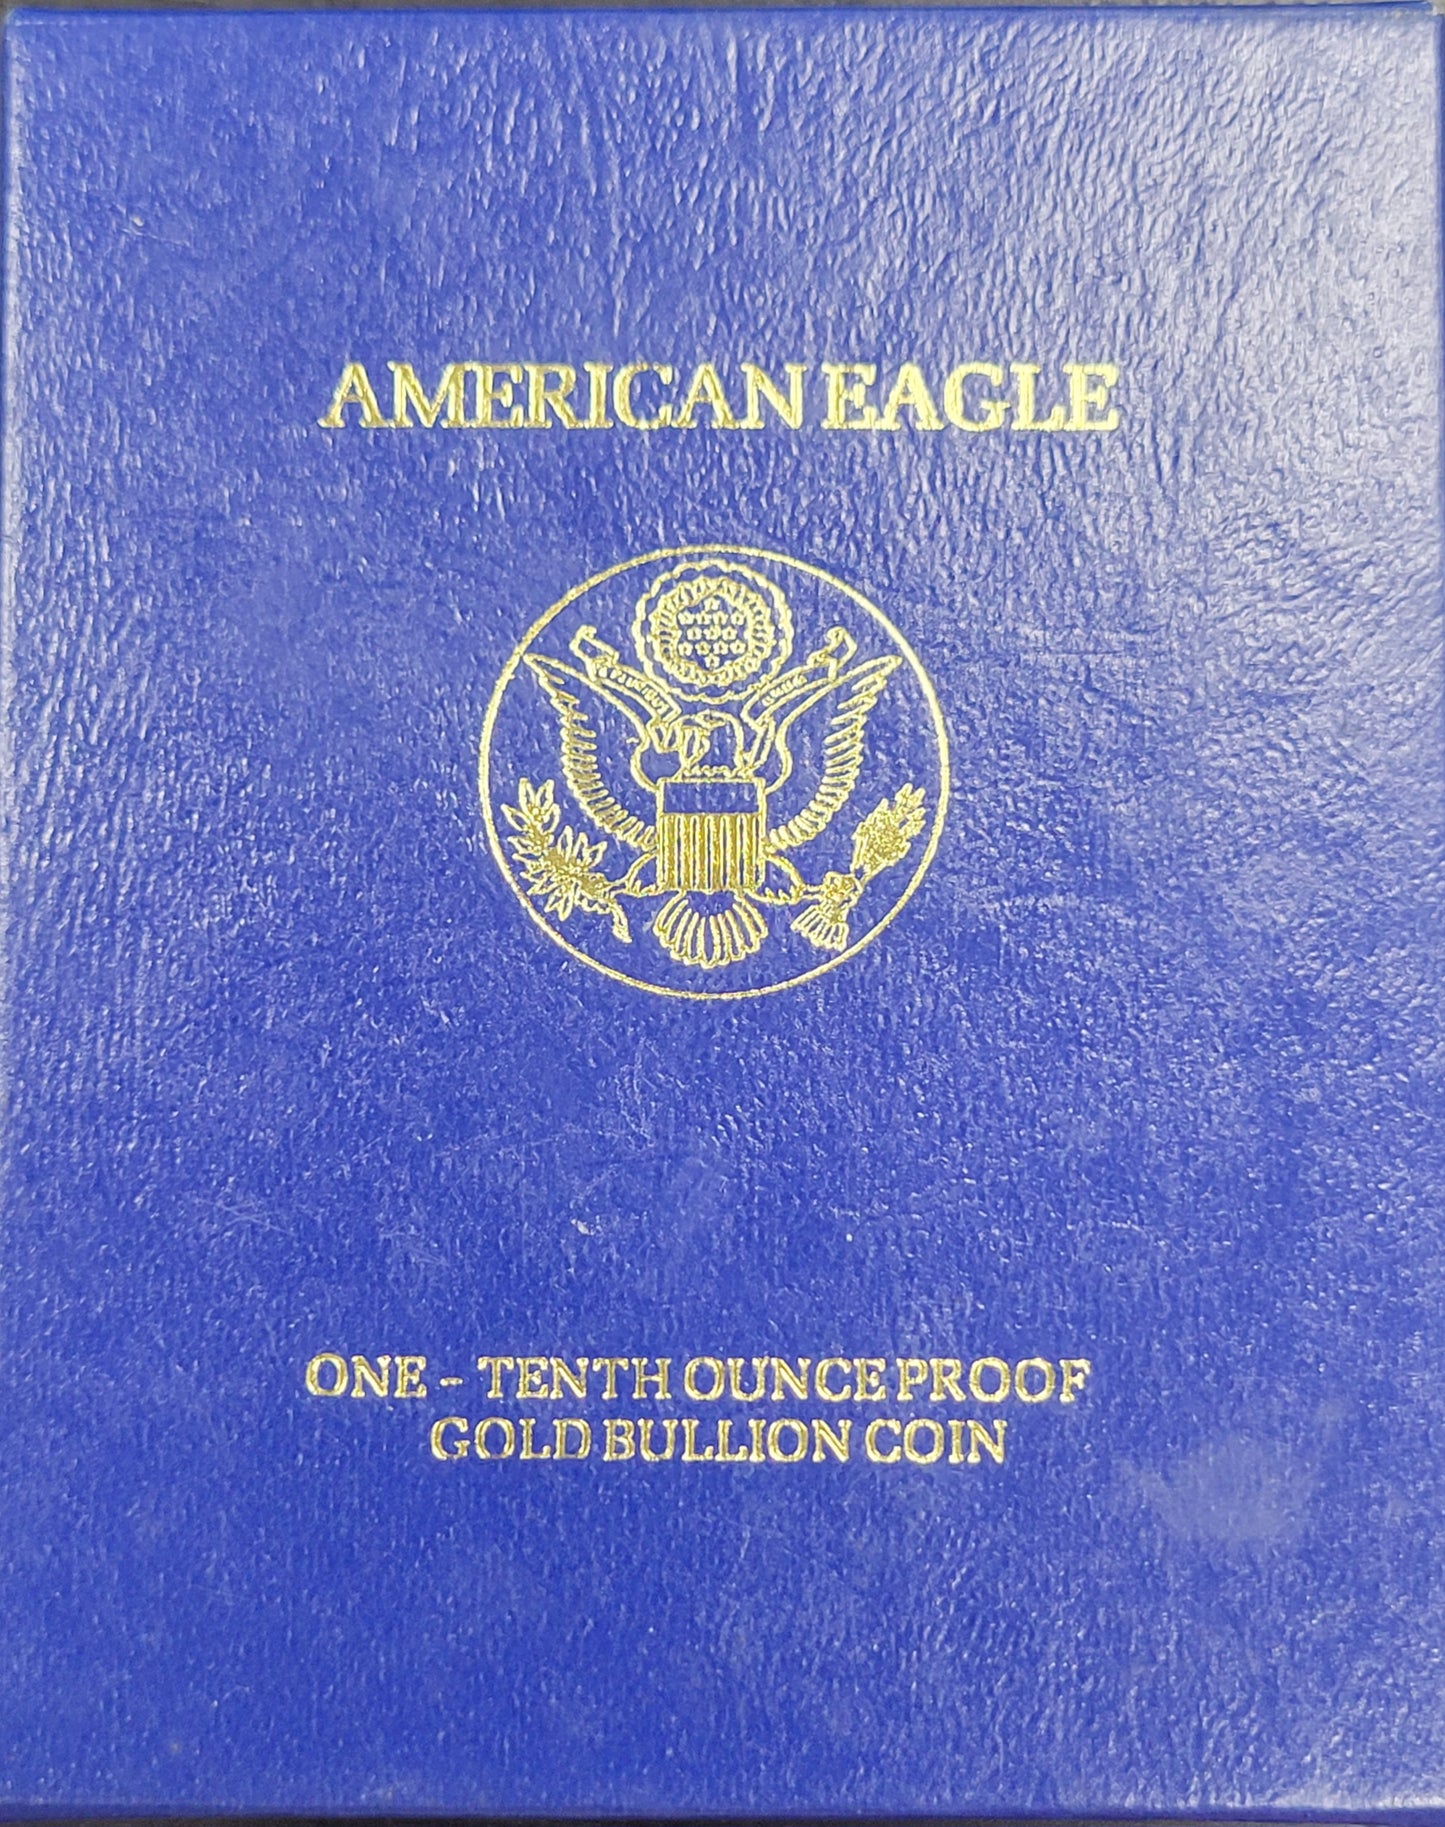 AMERICAN EAGLE
ONE - TENTH OUNCE PROOF
GOLD BULLION COIN